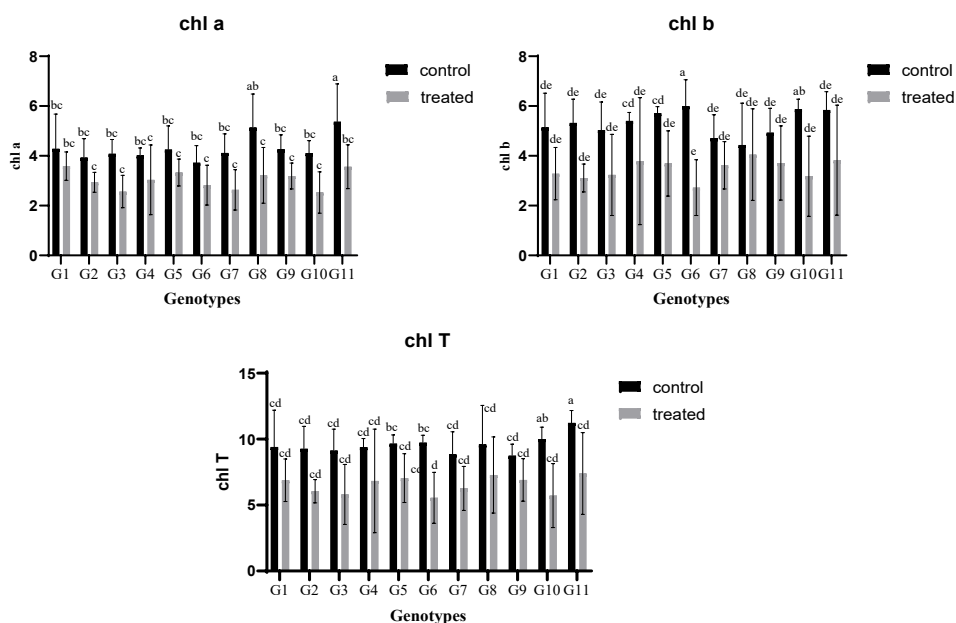 chl a
8
6
4
2
0
chl a
bc bc bc c bc c bc c bc c bc c bc c ab c bc c bc c a bc
G1 G2 G3 G4 G5 G6 G7 G8 G9 G10 G11
Genotypes
control
treated
chl b
8
6
4
2
0
chl b
de de de de de de cd de cd de a e de de de de de de ab de de de
G1 G2 G3 G4 G5 G6 G7 G8 G9 G10 G11
Genotypes
control
treated
chl T
15
10
5
0
chl T
cd cd cd cd cd cd cd cd bc cd cd bc d cd cd cd cd cd cd ab cd a cd
G1 G2 G3 G4 G5 G6 G7 G8 G9 G10 G11
Genotypes
control
treated